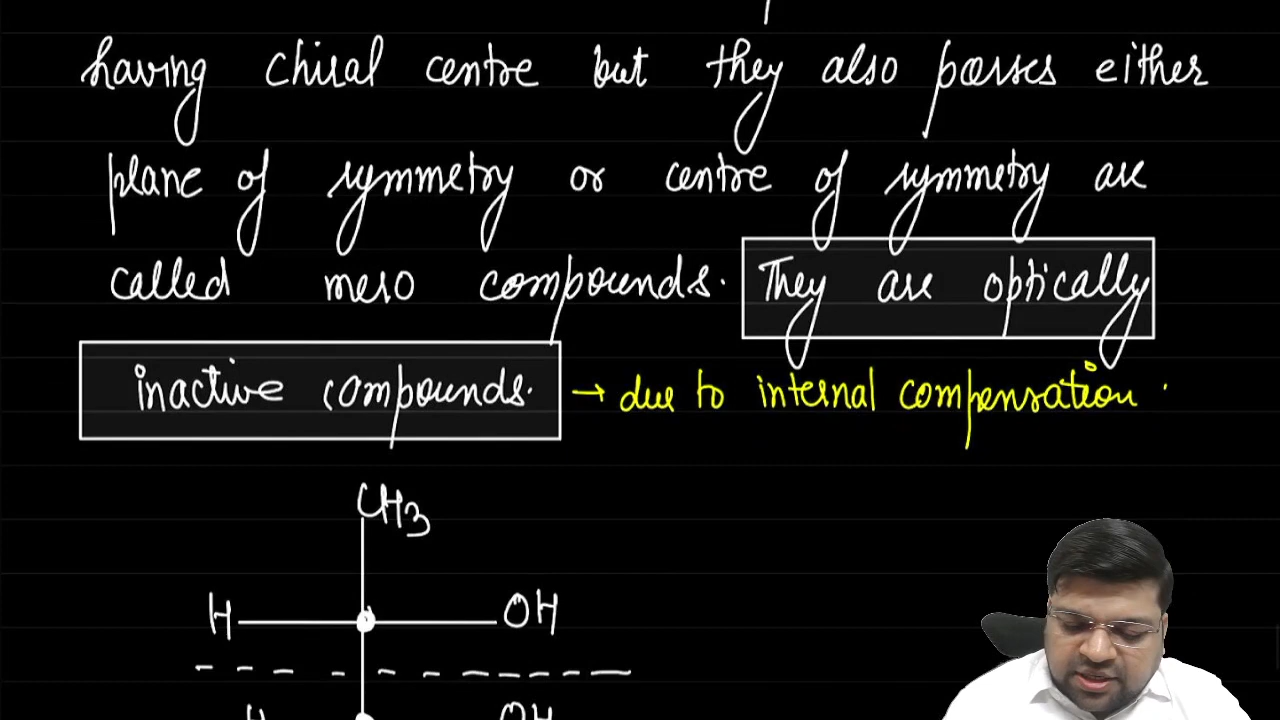 having chiral centre but they also posses either
plane of symmetry or centre of symmetry are
called meso compounds. They are optically
inactive compounds. → due to internal compensation.
CH3
H OH
H OH